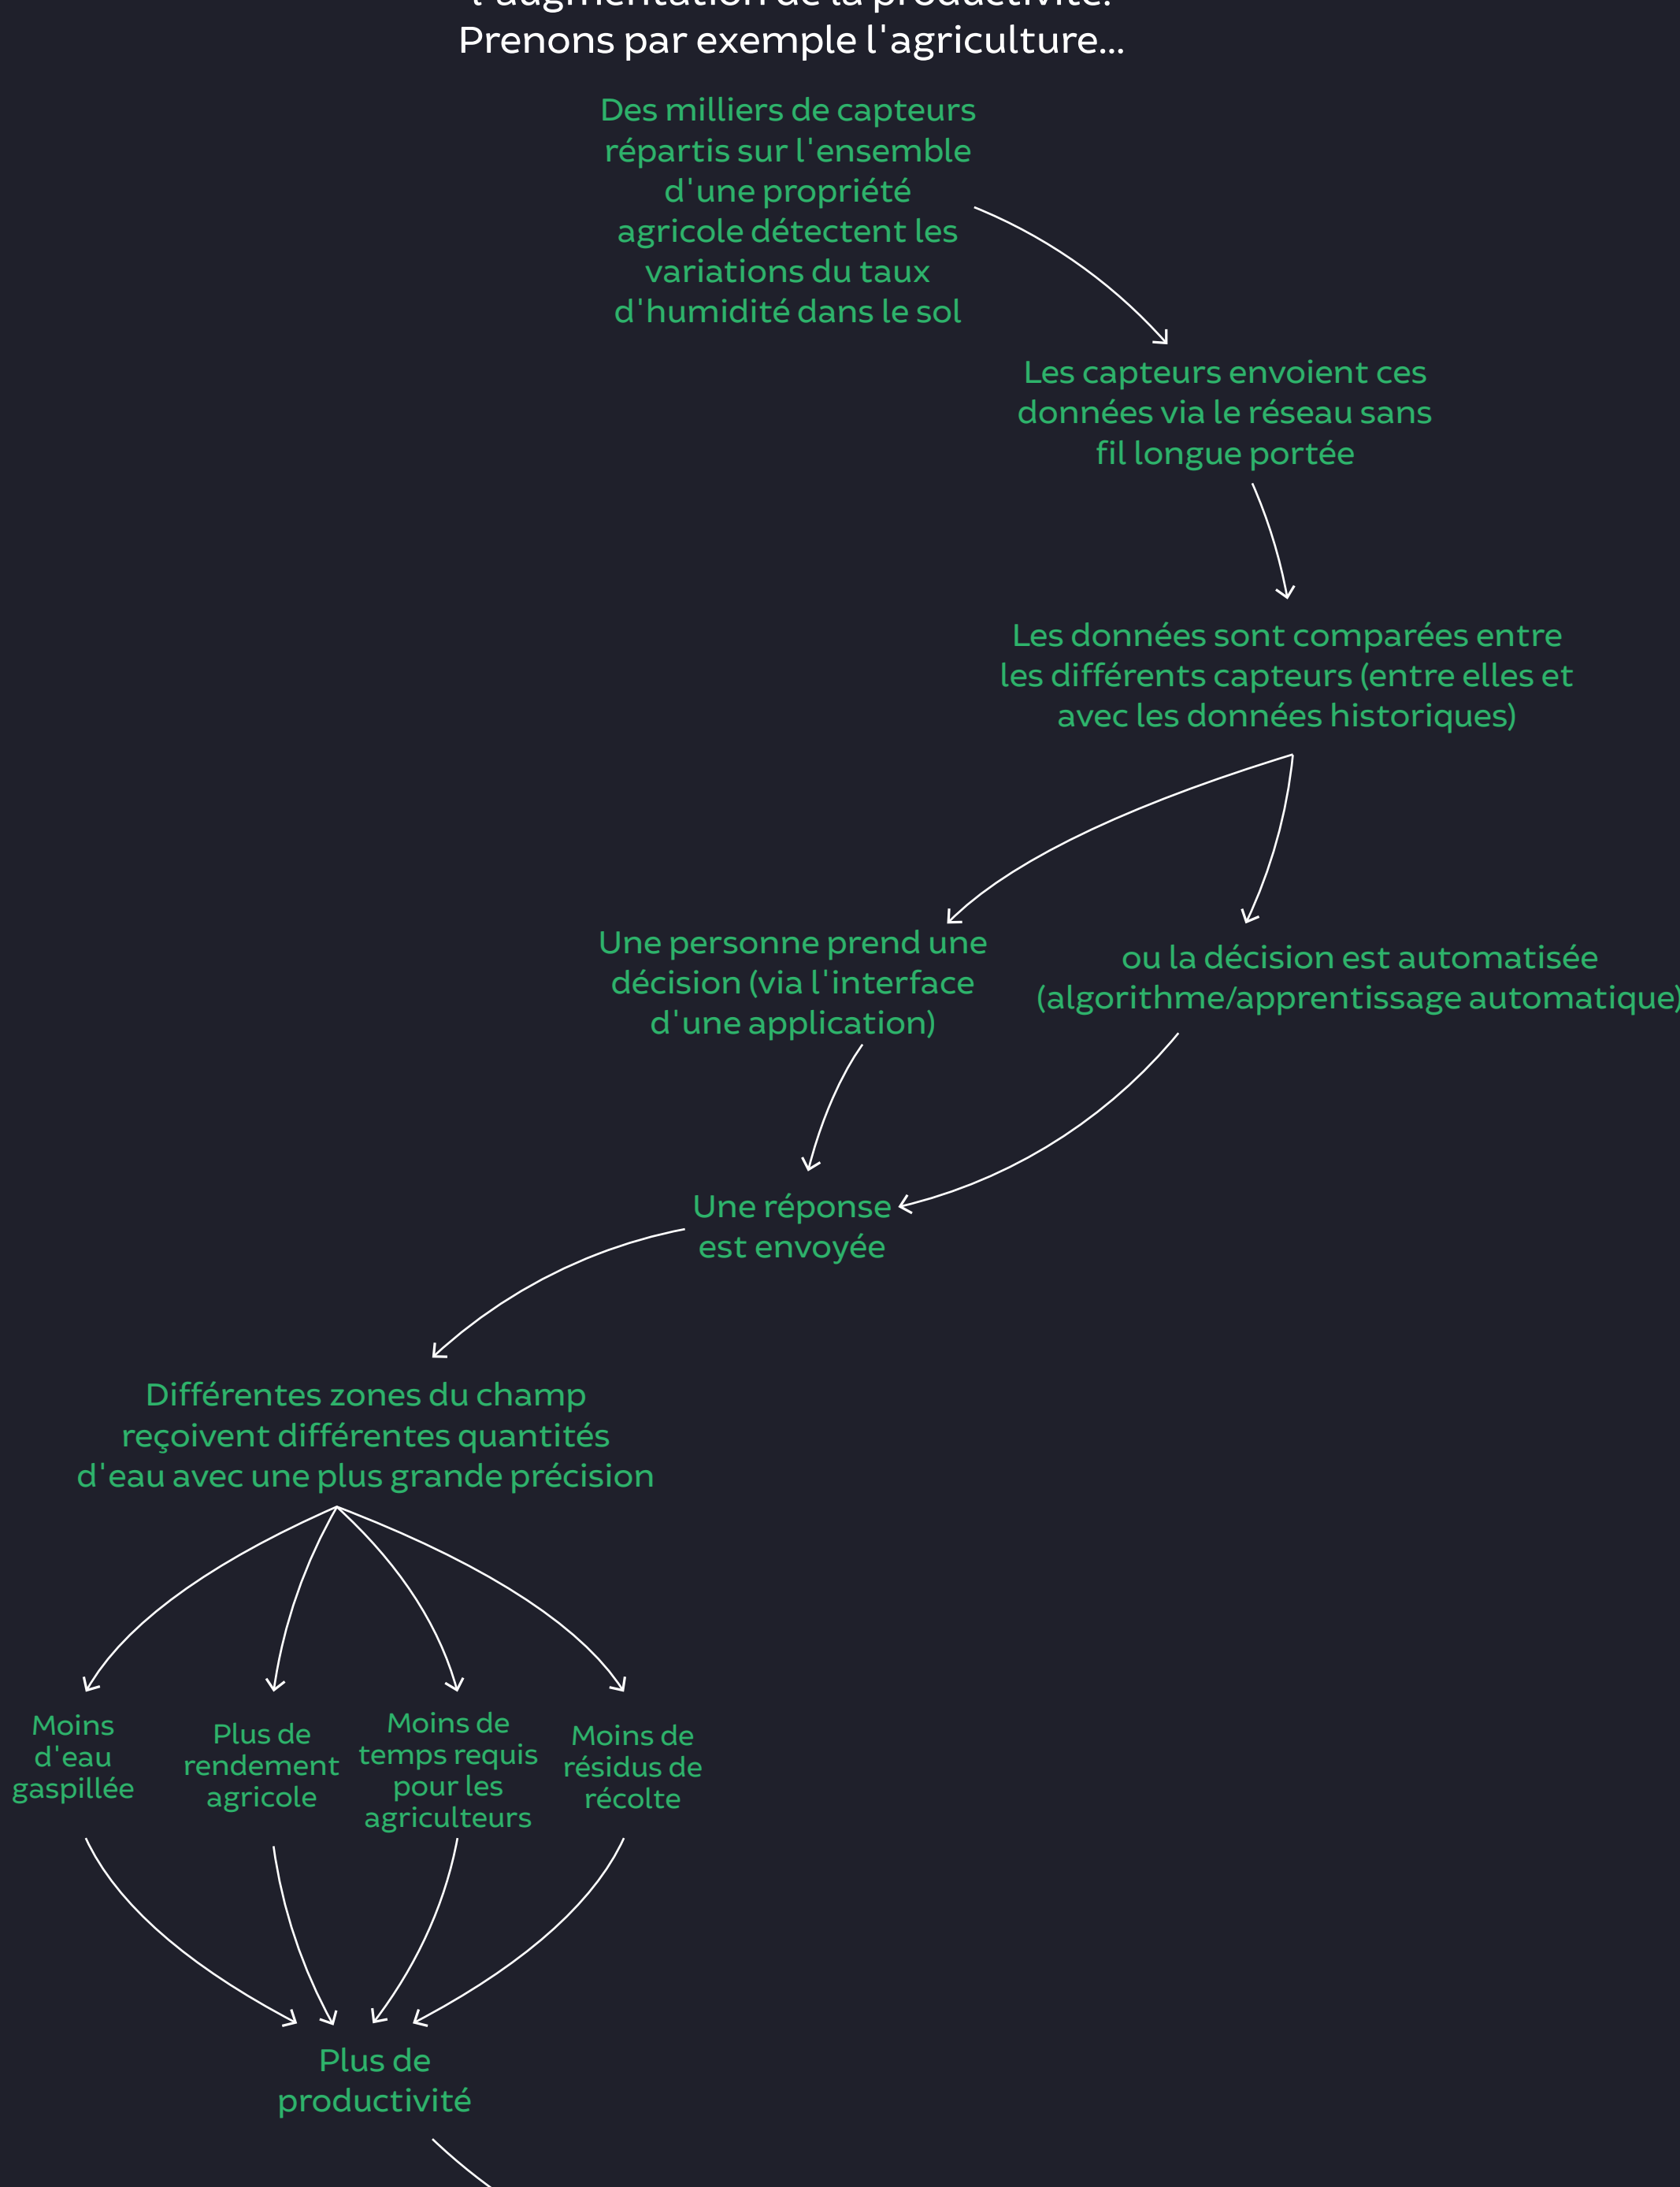 l'augmentation de la productivité.
Prenons par exemple l'agriculture...
Des milliers de capteurs
répartis sur l'ensemble
d'une propriété
agricole détectent les
variations du taux
d'humidité dans le sol
Les capteurs envoient ces
données via le réseau sans
fil longue portée
Les données sont comparées entre
les différents capteurs (entre elles et
avec les données historiques)
Une personne prend une
décision (via l'interface
d'une application)
ou la décision est automatisée
(algorithme/apprentissage automatique)
Une réponse
est envoyée
Différentes zones du champ
reçoivent différentes quantités
d'eau avec une plus grande précision
Moins
d'eau
gaspillée
Plus de
rendement
agricole
Moins de
temps requis
pour les
agriculteurs
Moins de
résidus de
récolte
Plus de
productivité